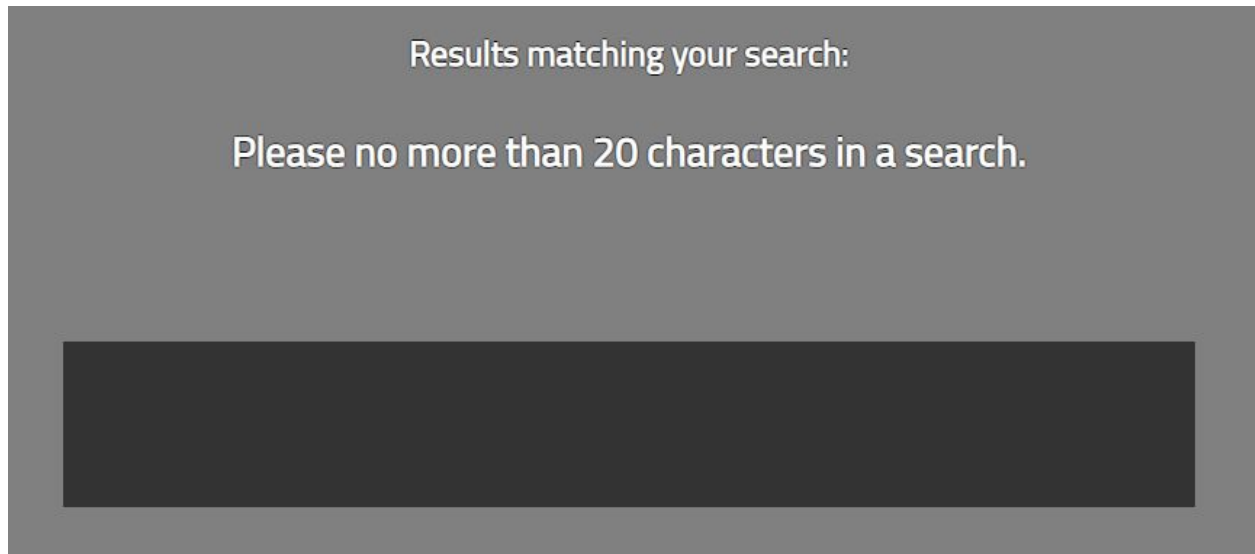 Results matching your search:
Please no more than 20 characters in a search.